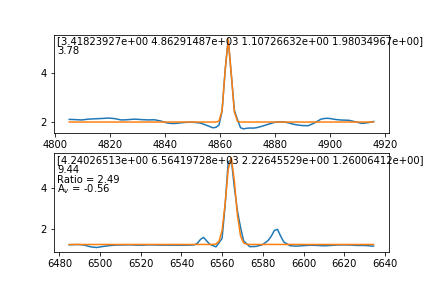 [3.41823927e+00 4.86291487e+03 1.10726632e+00 1.98034967e+00]
3.78
4
2
4800 4820 4840 4860 4880 4900 4920
[4.24026513e+00 6.56419728e+03 2.22645529e+00 1.26006412e+00]
9.44
Ratio = 2.49
Av = -0.56
4
2
6480 6500 6520 6540 6560 6580 6600 6620 6640